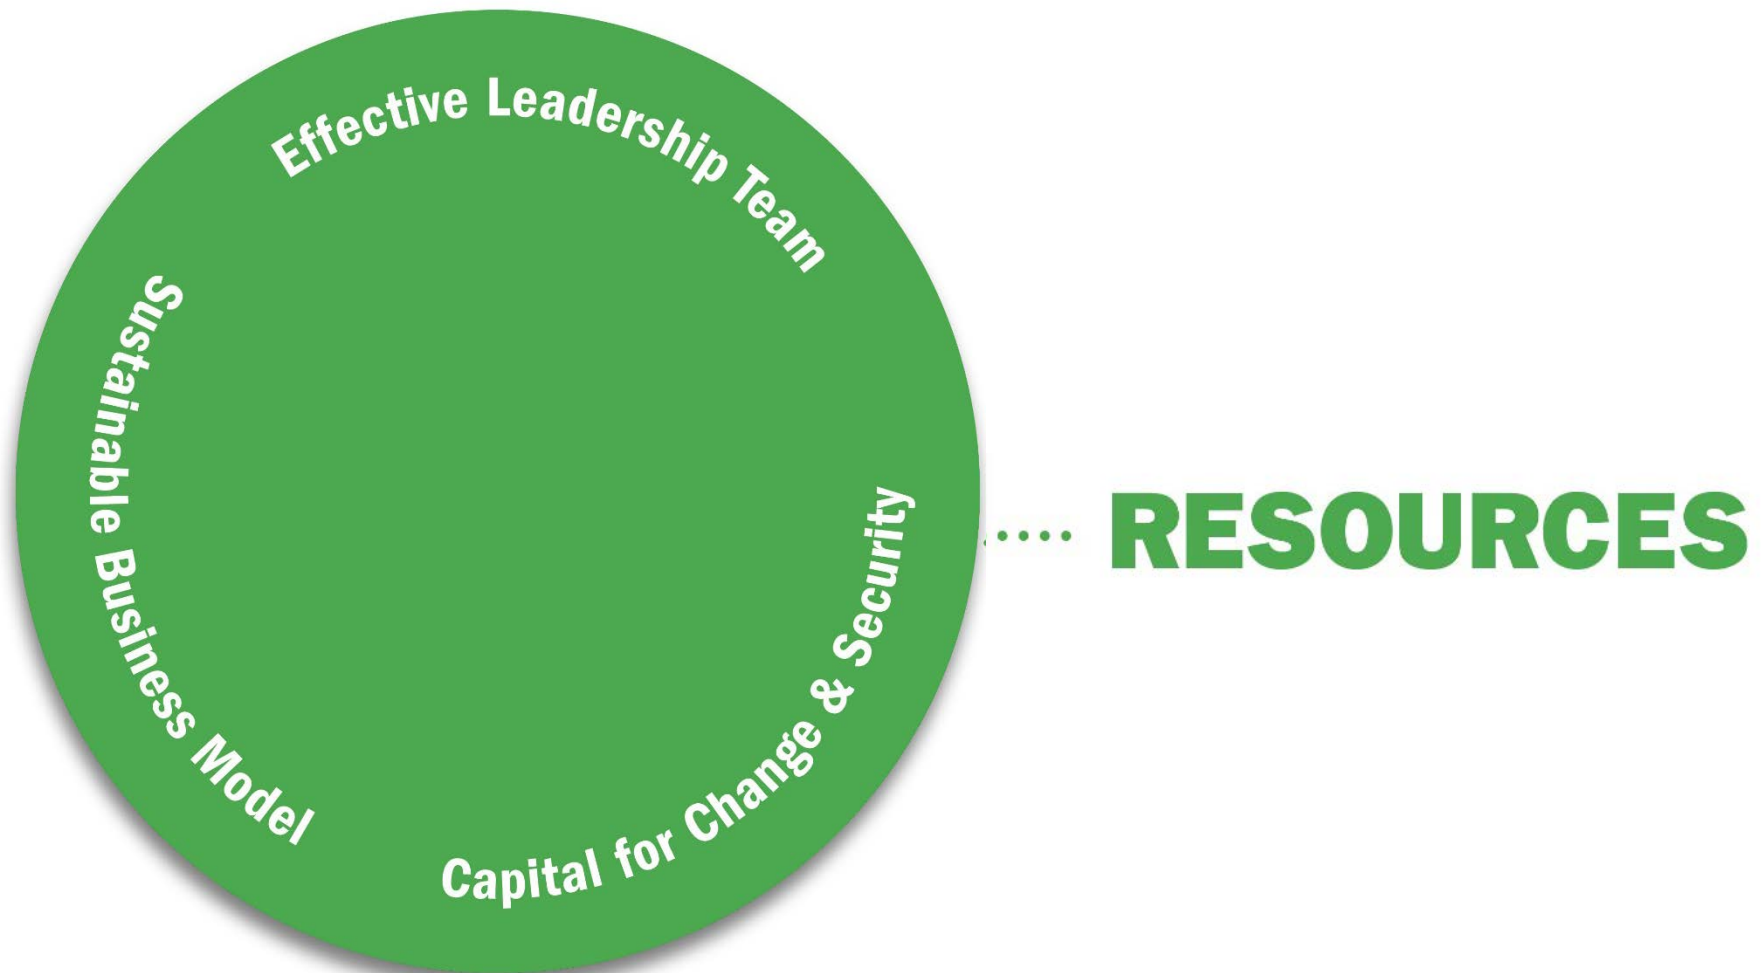 Effective Leadership Team
Sustainable Business Model
Capital for Change & Security
RESOURCES